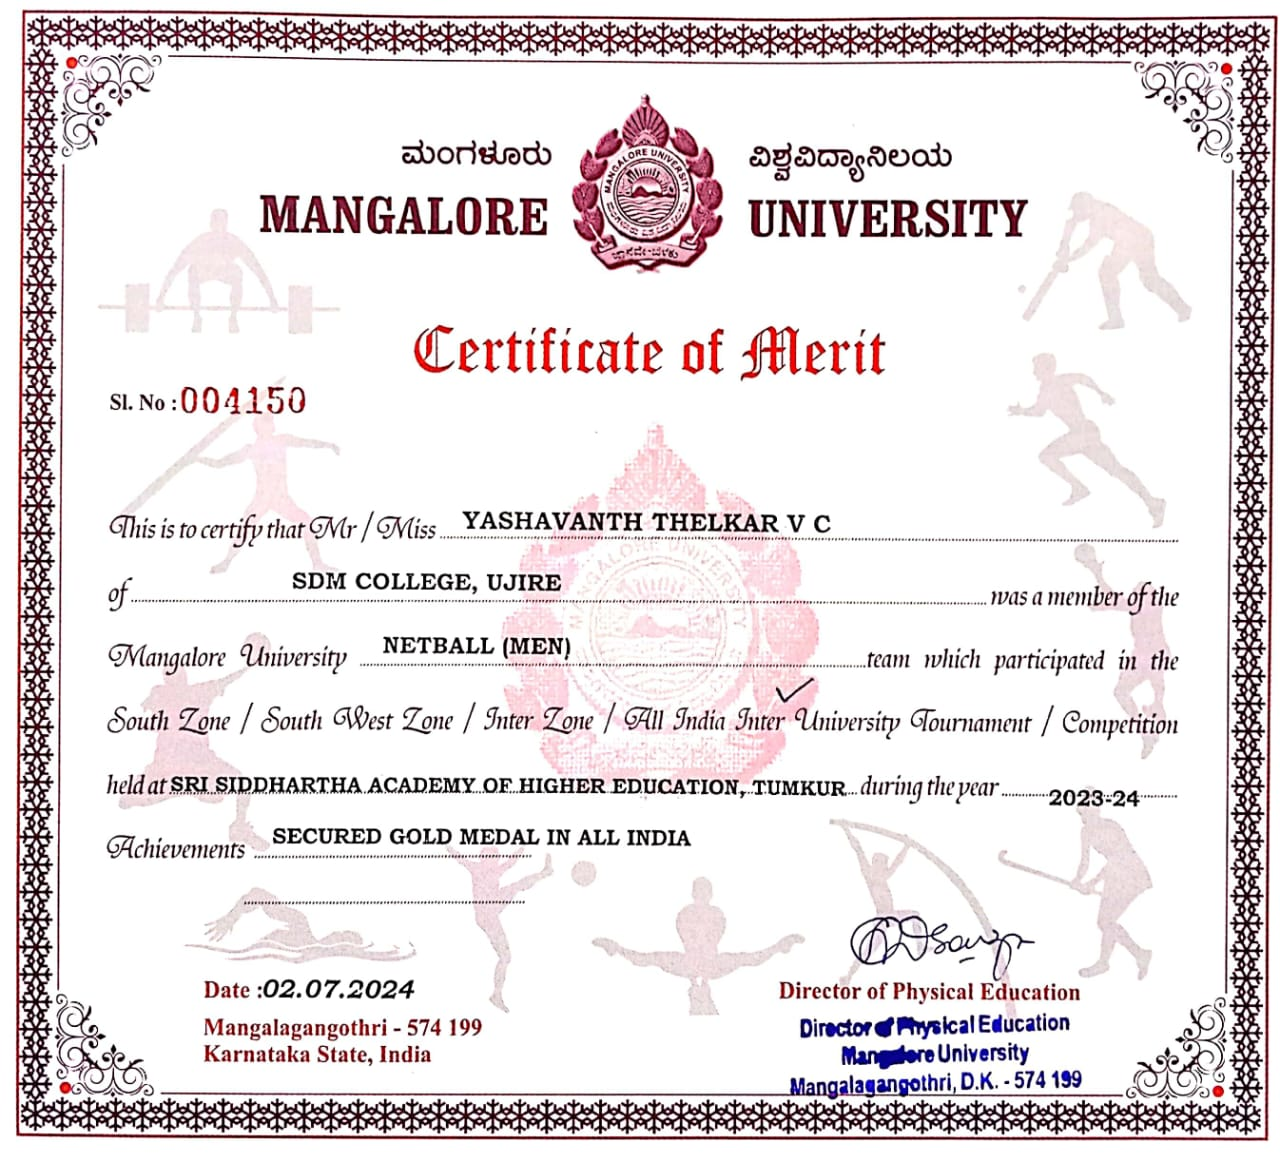 ಮಂಗಳೂರು ವಿಶ್ವವಿದ್ಯಾನಿಲಯ
MANGALORE UNIVERSITY
MANGALORE UNIVERSITY
ಜ್ಞಾನವೇ ಬೆಳಕು
Certificate of Merit
Sl. No : 004150
This is to certify that Mr / Miss YASHAVANTH THELKAR V C
of SDM COLLEGE, UJIRE was a member of the
Mangalore University NETBALL (MEN) team which participated in the
South Zone / South West Zone / Inter Zone / All India Inter University Tournament / Competition
held at SRI SIDDHARTHA ACADEMY OF HIGHER EDUCATION, TUMKUR during the year 2023-24
Achievements SECURED GOLD MEDAL IN ALL INDIA
Date : 02.07.2024
Mangalagangothri - 574 199
Karnataka State, India
Director of Physical Education
Director of Physical Education
Mangalore University
Mangalagangothri, D.K. - 574 199